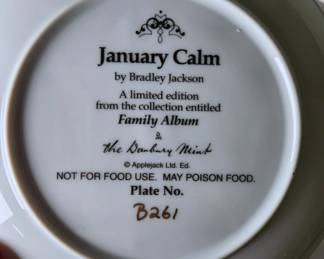 January Calm
by Bradley Jackson
A limited edition
from the collection entitled
Family Album
&
the Danbury Mint
© Applejack Ltd. Ed.
NOT FOR FOOD USE. MAY POISON FOOD.
Plate No.
B261